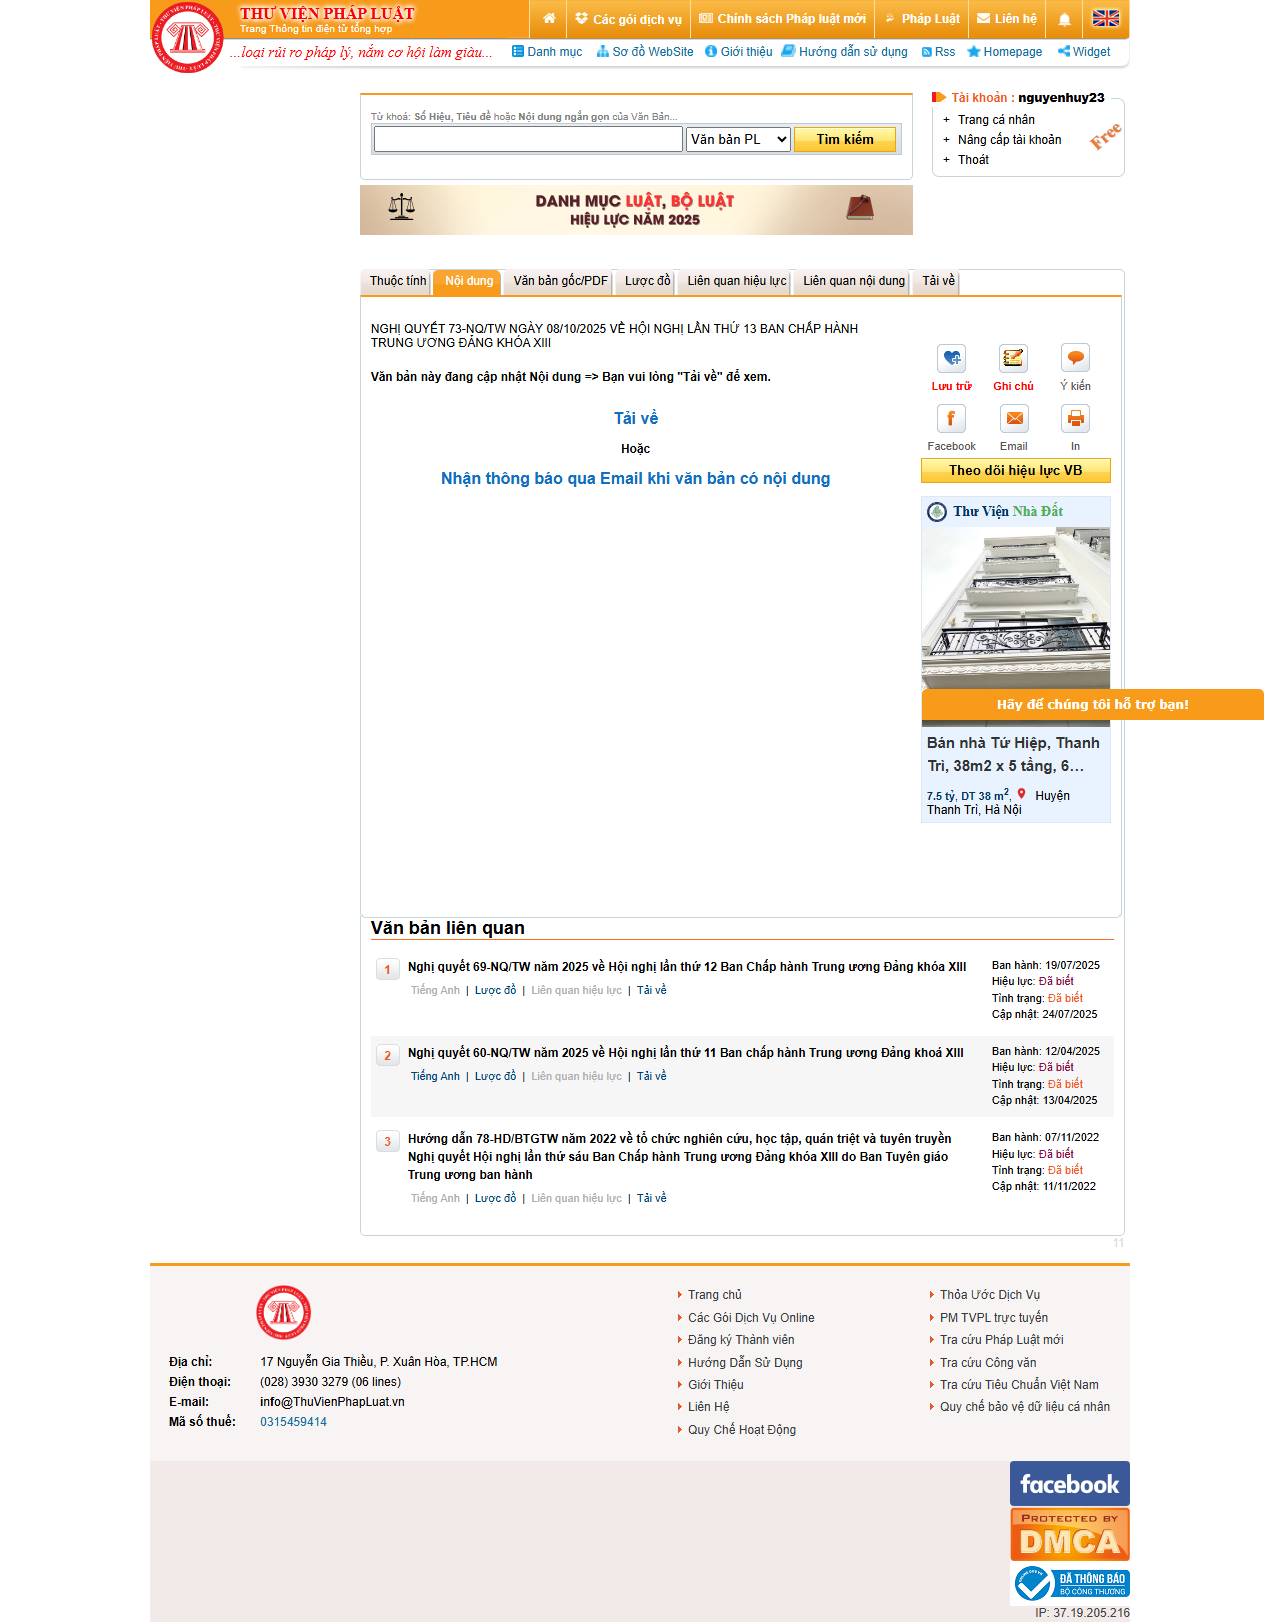 THƯ VIỆN PHÁP LUẬT
Trang Thông tin điện tử tổng hợp
Các gói dịch vụ
Chính sách Pháp luật mới
Pháp Luật
Liên hệ
...loại rủi ro pháp lý, nắm cơ hội làm giàu...
Danh mục
Sơ đồ WebSite
Giới thiệu
Hướng dẫn sử dụng
Rss
Homepage
Widget
Từ khoá: Số Hiệu, Tiêu đề hoặc Nội dung ngắn gọn của Văn Bản...
Văn bản PL
Tìm kiếm
Tài khoản : nguyenhuy23
+ Trang cá nhân
+ Nâng cấp tài khoản
+ Thoát
Free
DANH MỤC LUẬT, BỘ LUẬT
HIỆU LỰC NĂM 2025
Thuộc tính
Nội dung
Văn bản gốc/PDF
Lược đồ
Liên quan hiệu lực
Liên quan nội dung
Tải về
NGHỊ QUYẾT 73-NQ/TW NGÀY 08/10/2025 VỀ HỘI NGHỊ LẦN THỨ 13 BAN CHẤP HÀNH
TRUNG ƯƠNG ĐẢNG KHÓA XIII
Văn bản này đang cập nhật Nội dung => Bạn vui lòng "Tải về" để xem.
Tải về
Hoặc
Nhận thông báo qua Email khi văn bản có nội dung
Lưu trữ
Ghi chú
Ý kiến
Facebook
Email
In
Theo dõi hiệu lực VB
Thư Viện Nhà Đất
Hãy để chúng tôi hỗ trợ bạn!
Bán nhà Tứ Hiệp, Thanh
Trì, 38m2 x 5 tầng, 6...
7.5 tỷ, DT 38 m2, Huyện
Thanh Trì, Hà Nội
Văn bản liên quan
1
Nghị quyết 69-NQ/TW năm 2025 về Hội nghị lần thứ 12 Ban Chấp hành Trung ương Đảng khóa XIII
Tiếng Anh | Lược đồ | Liên quan hiệu lực | Tải về
Ban hành: 19/07/2025
Hiệu lực: Đã biết
Tình trạng: Đã biết
Cập nhật: 24/07/2025
2
Nghị quyết 60-NQ/TW năm 2025 về Hội nghị lần thứ 11 Ban chấp hành Trung ương Đảng khoá XIII
Tiếng Anh | Lược đồ | Liên quan hiệu lực | Tải về
Ban hành: 12/04/2025
Hiệu lực: Đã biết
Tình trạng: Đã biết
Cập nhật: 13/04/2025
3
Hướng dẫn 78-HD/BTGTW năm 2022 về tổ chức nghiên cứu, học tập, quán triệt và tuyên truyền
Nghị quyết Hội nghị lần thứ sáu Ban Chấp hành Trung ương Đảng khóa XIII do Ban Tuyên giáo
Trung ương ban hành
Tiếng Anh | Lược đồ | Liên quan hiệu lực | Tải về
Ban hành: 07/11/2022
Hiệu lực: Đã biết
Tình trạng: Đã biết
Cập nhật: 11/11/2022
11
Địa chỉ: 17 Nguyễn Gia Thiều, P. Xuân Hòa, TP.HCM
Điện thoại: (028) 3930 3279 (06 lines)
E-mail: info@ThuVienPhapLuat.vn
Mã số thuế: 0315459414
Trang chủ
Các Gói Dịch Vụ Online
Đăng ký Thành viên
Hướng Dẫn Sử Dụng
Giới Thiệu
Liên Hệ
Quy Chế Hoạt Động
Thỏa Ước Dịch Vụ
PM TVPL trực tuyến
Tra cứu Pháp Luật mới
Tra cứu Công văn
Tra cứu Tiêu Chuẩn Việt Nam
Quy chế bảo vệ dữ liệu cá nhân
facebook
PROTECTED BY
DMCA
ĐÃ THÔNG BÁO
BỘ CÔNG THƯƠNG
IP: 37.19.205.216